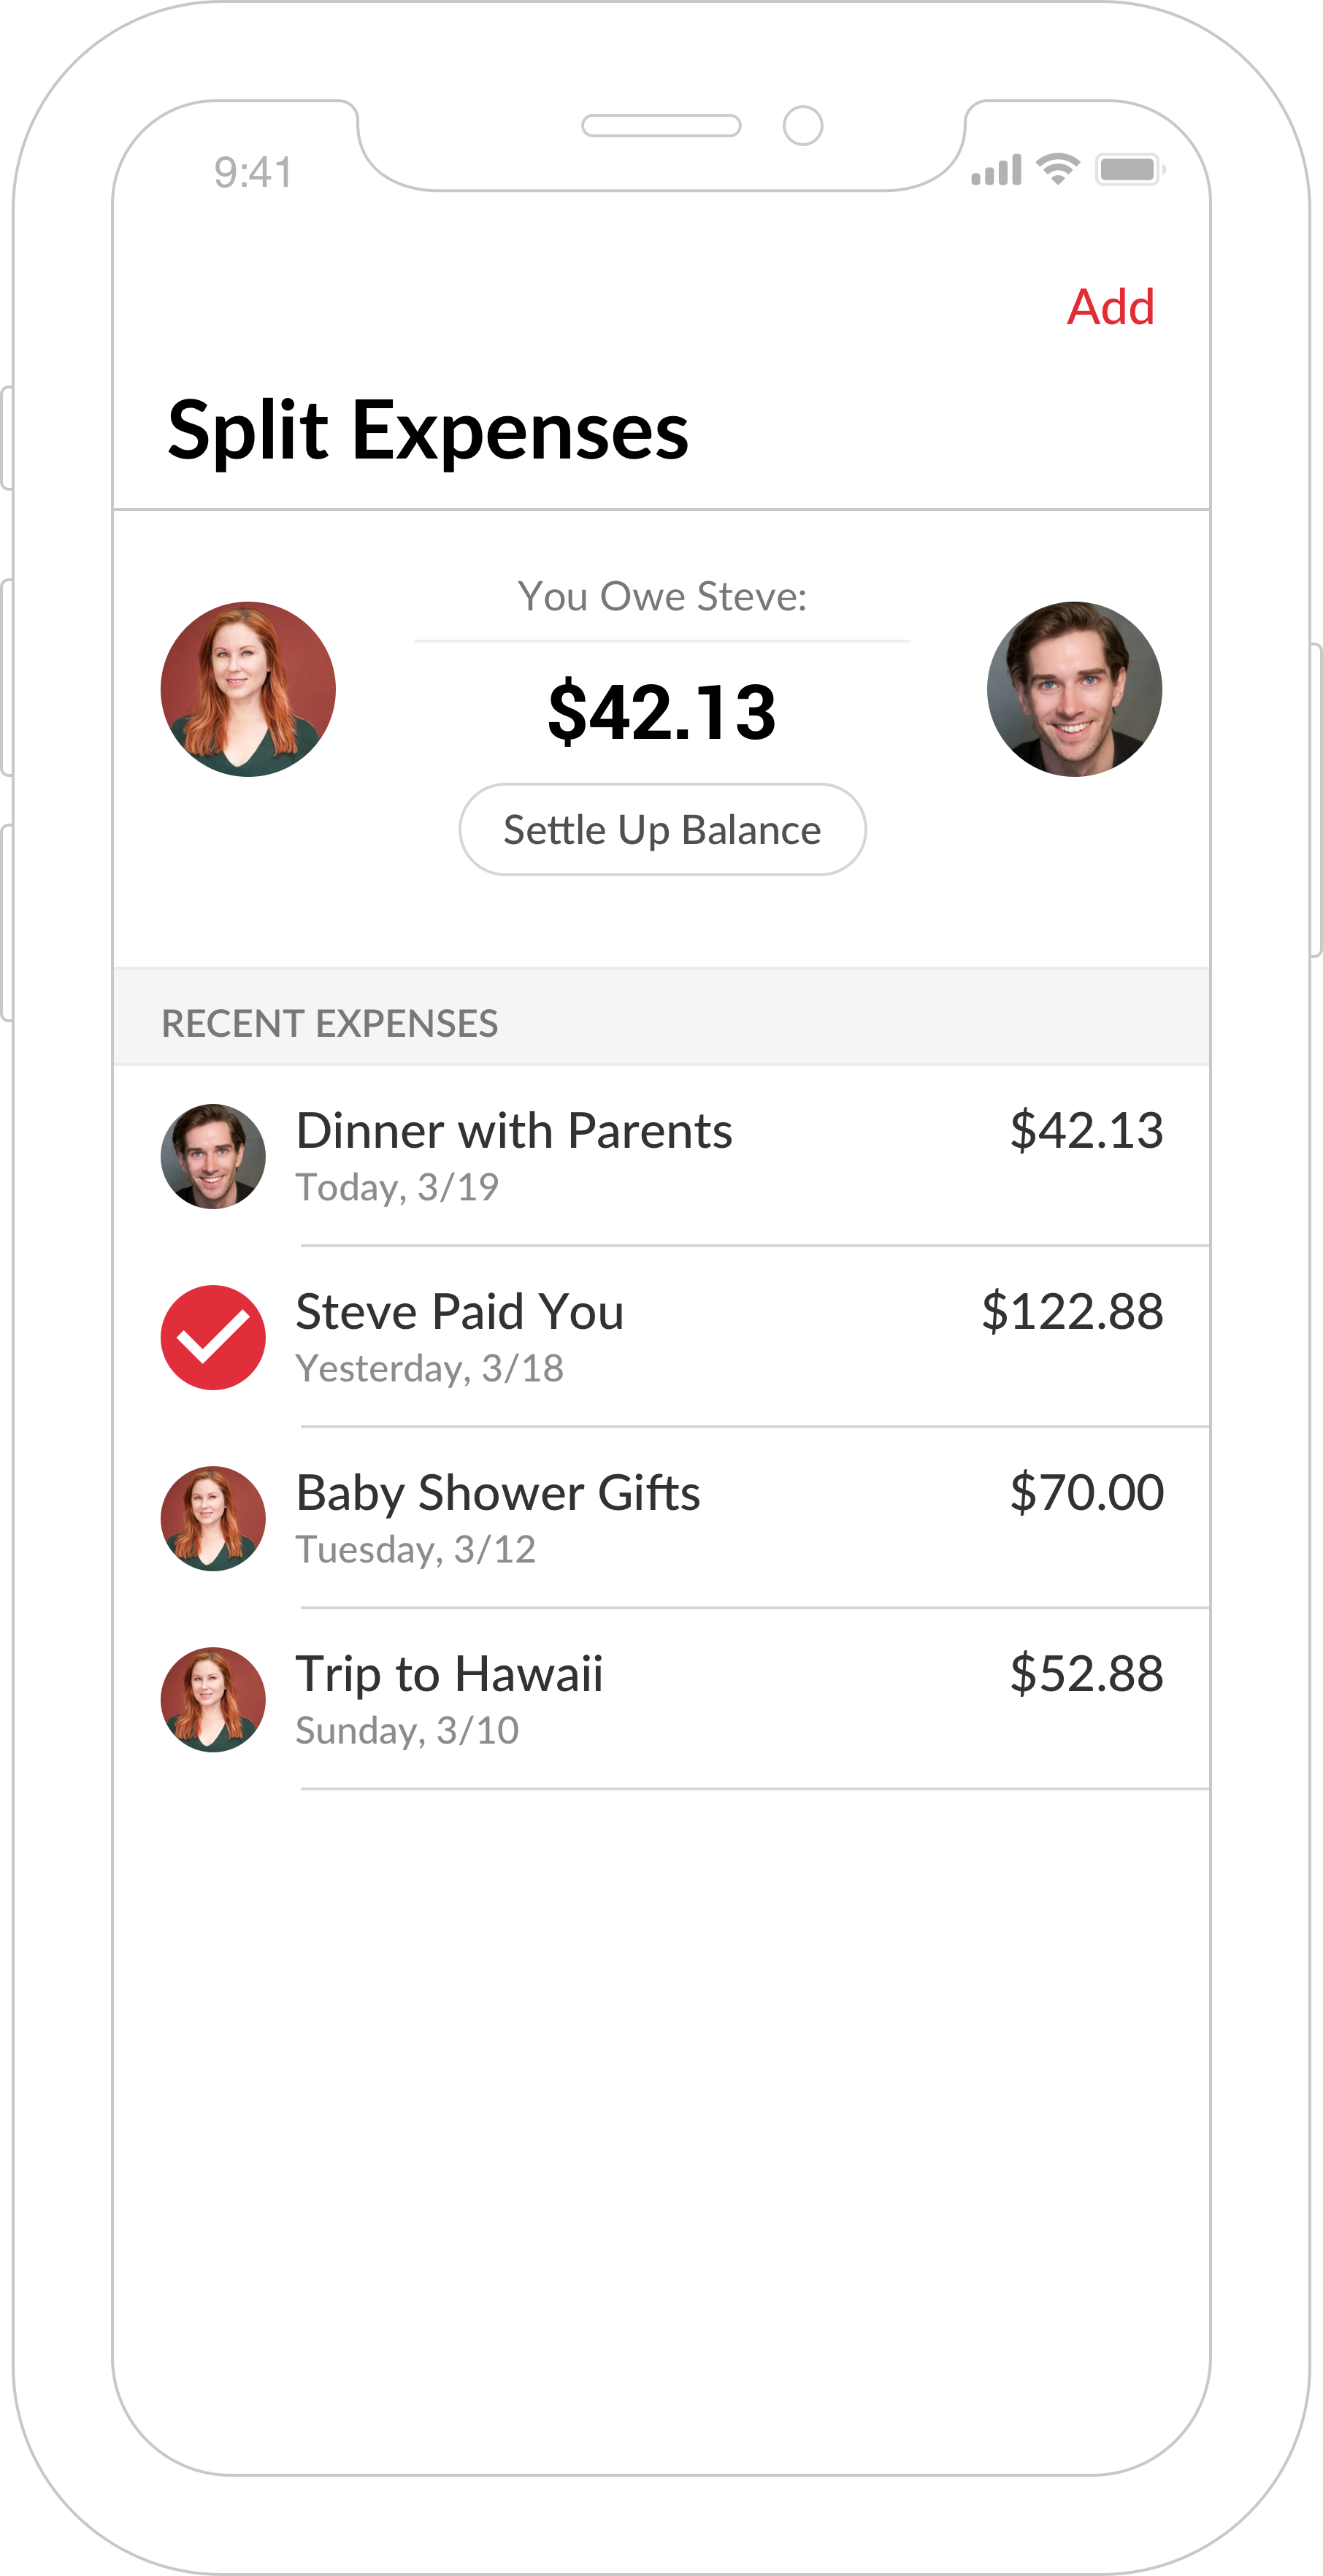 9:41
Add
Split Expenses
You Owe Steve:
$42.13
Settle Up Balance
RECENT EXPENSES
Dinner with Parents $42.13
Today, 3/19
Steve Paid You $122.88
Yesterday, 3/18
Baby Shower Gifts $70.00
Tuesday, 3/12
Trip to Hawaii $52.88
Sunday, 3/10